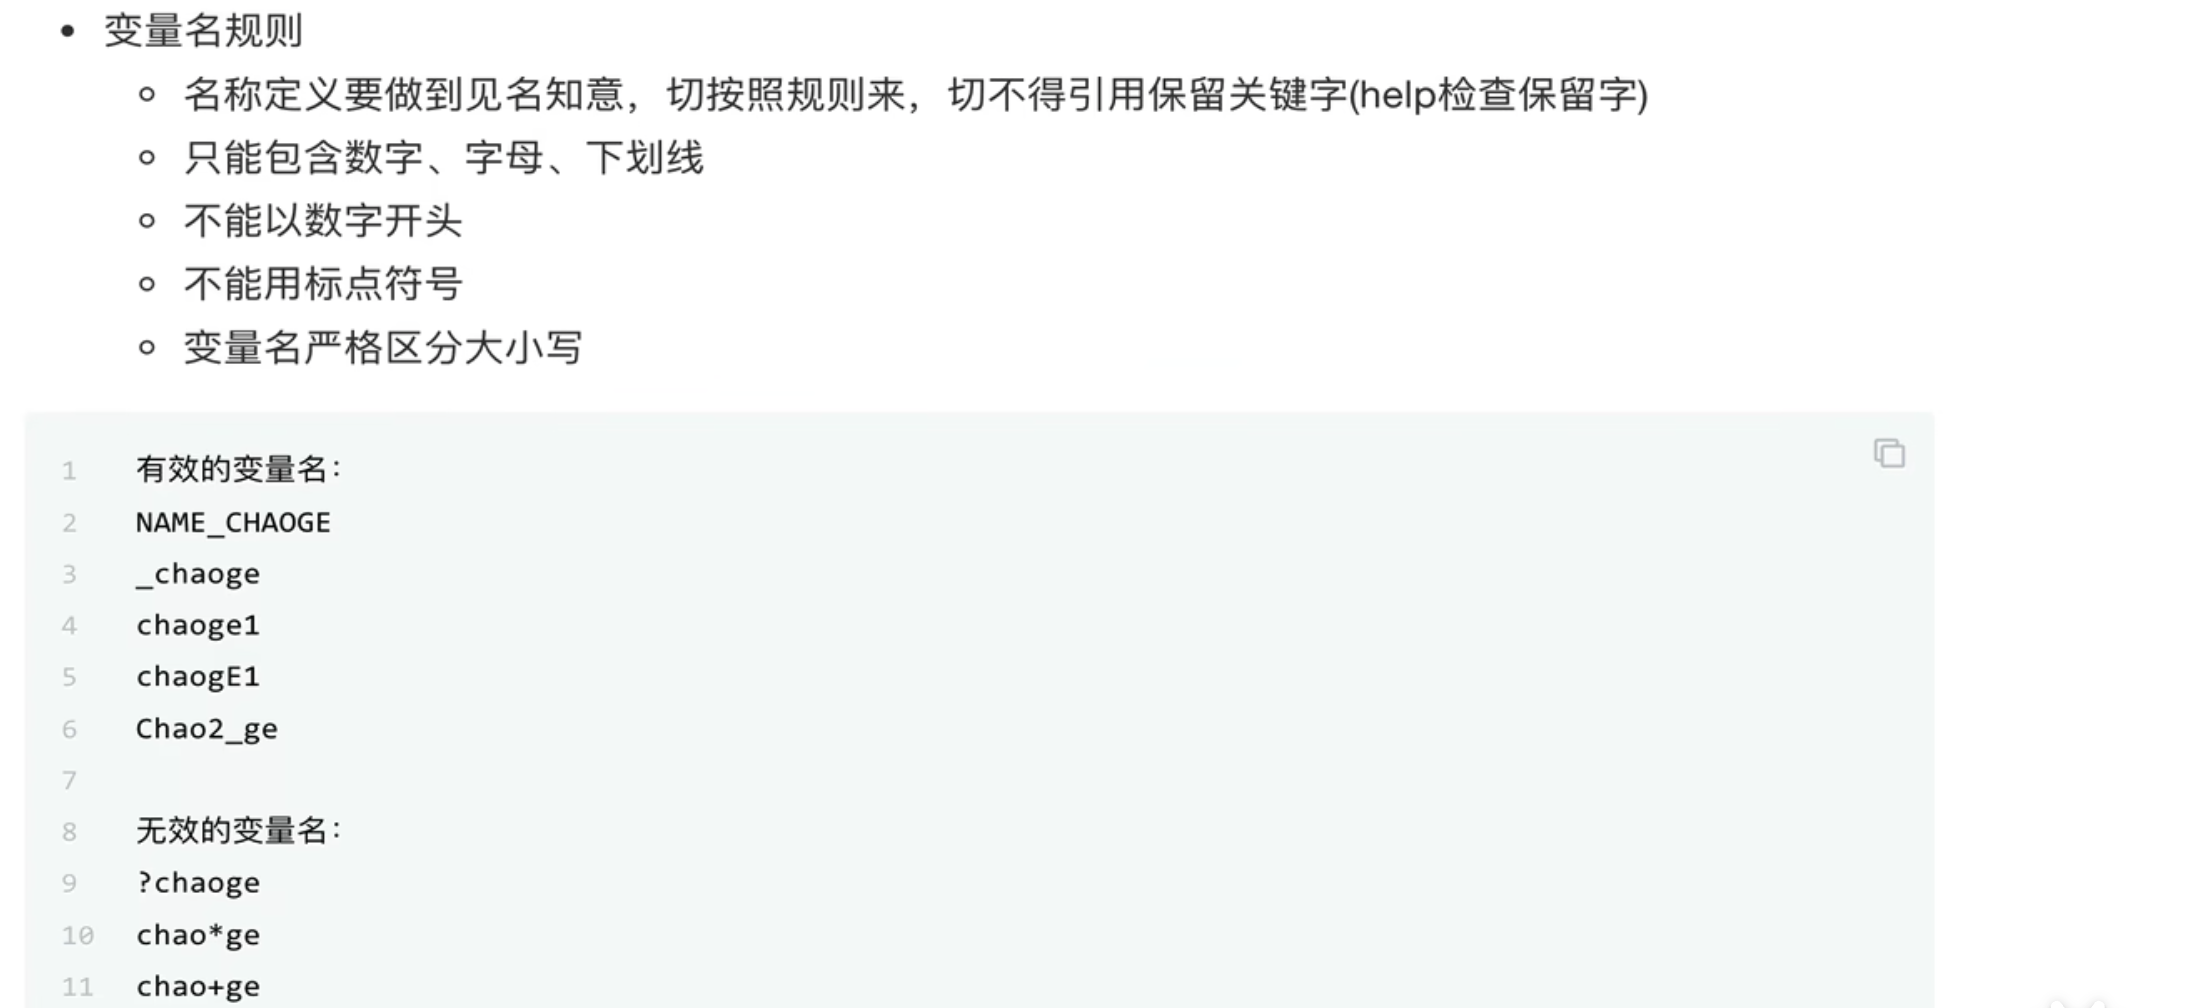 • 变量名规则
◦ 名称定义要做到见名知意，切按照规则来，切不得引用保留关键字(help检查保留字)
◦ 只能包含数字、字母、下划线
◦ 不能以数字开头
◦ 不能用标点符号
◦ 变量名严格区分大小写
1 有效的变量名：
2 NAME_CHAOGE
3 _chaoge
4 chaoge1
5 chaogE1
6 Chao2_ge
7
8 无效的变量名：
9 ?chaoge
10 chao*ge
11 chao+ge